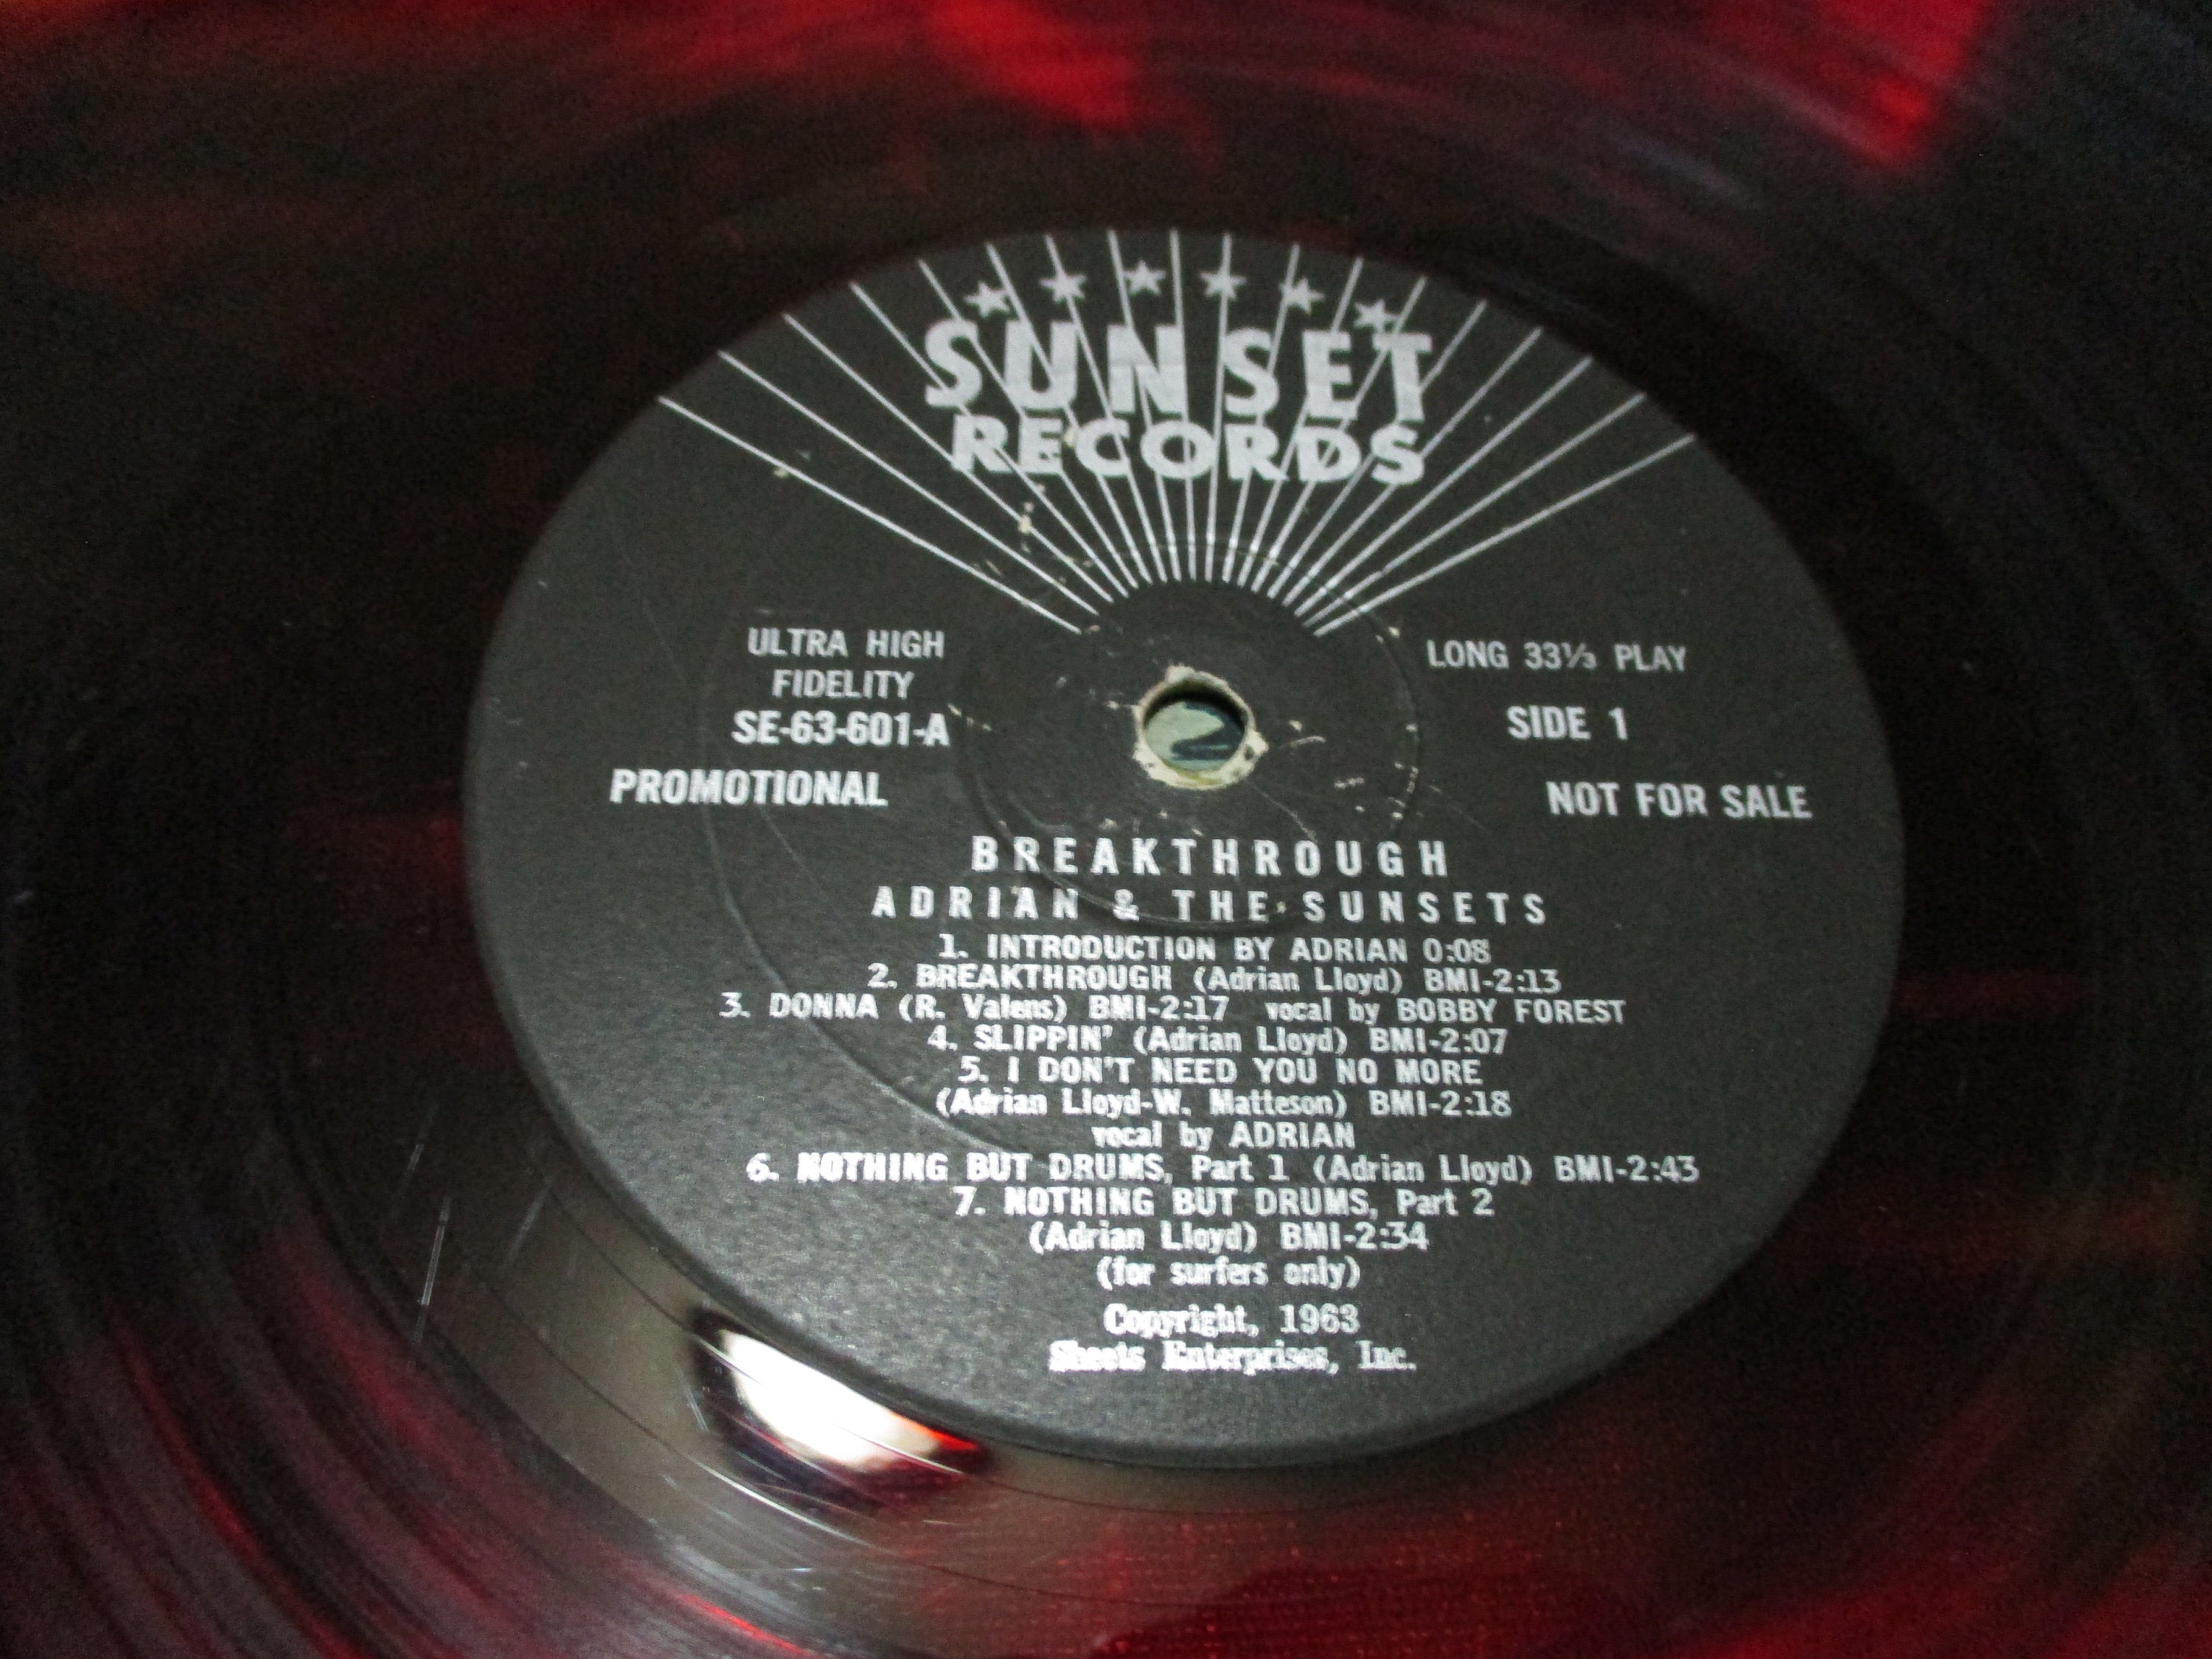 SUNSET
RECORDS
ULTRA HIGH
FIDELITY
SE-63-601-A
PROMOTIONAL
LONG 33⅓ PLAY
SIDE 1
NOT FOR SALE
BREAKTHROUGH
ADRIAN & THE SUNSETS
1. INTRODUCTION BY ADRIAN 0:08
2. BREAKTHROUGH (Adrian Lloyd) BMI-2:13
3. DONNA (R. Valens) BMI-2:17 vocal by BOBBY FOREST
4. SLIPPIN' (Adrian Lloyd) BMI-2:07
5. I DON'T NEED YOU NO MORE
(Adrian Lloyd-W. Matteson) BMI-2:18
vocal by ADRIAN
6. NOTHING BUT DRUMS, Part 1 (Adrian Lloyd) BMI-2:43
7. NOTHING BUT DRUMS, Part 2
(Adrian Lloyd) BMI-2:34
(for surfers only)
Copyright, 1963
Sheets Enterprises, Inc.